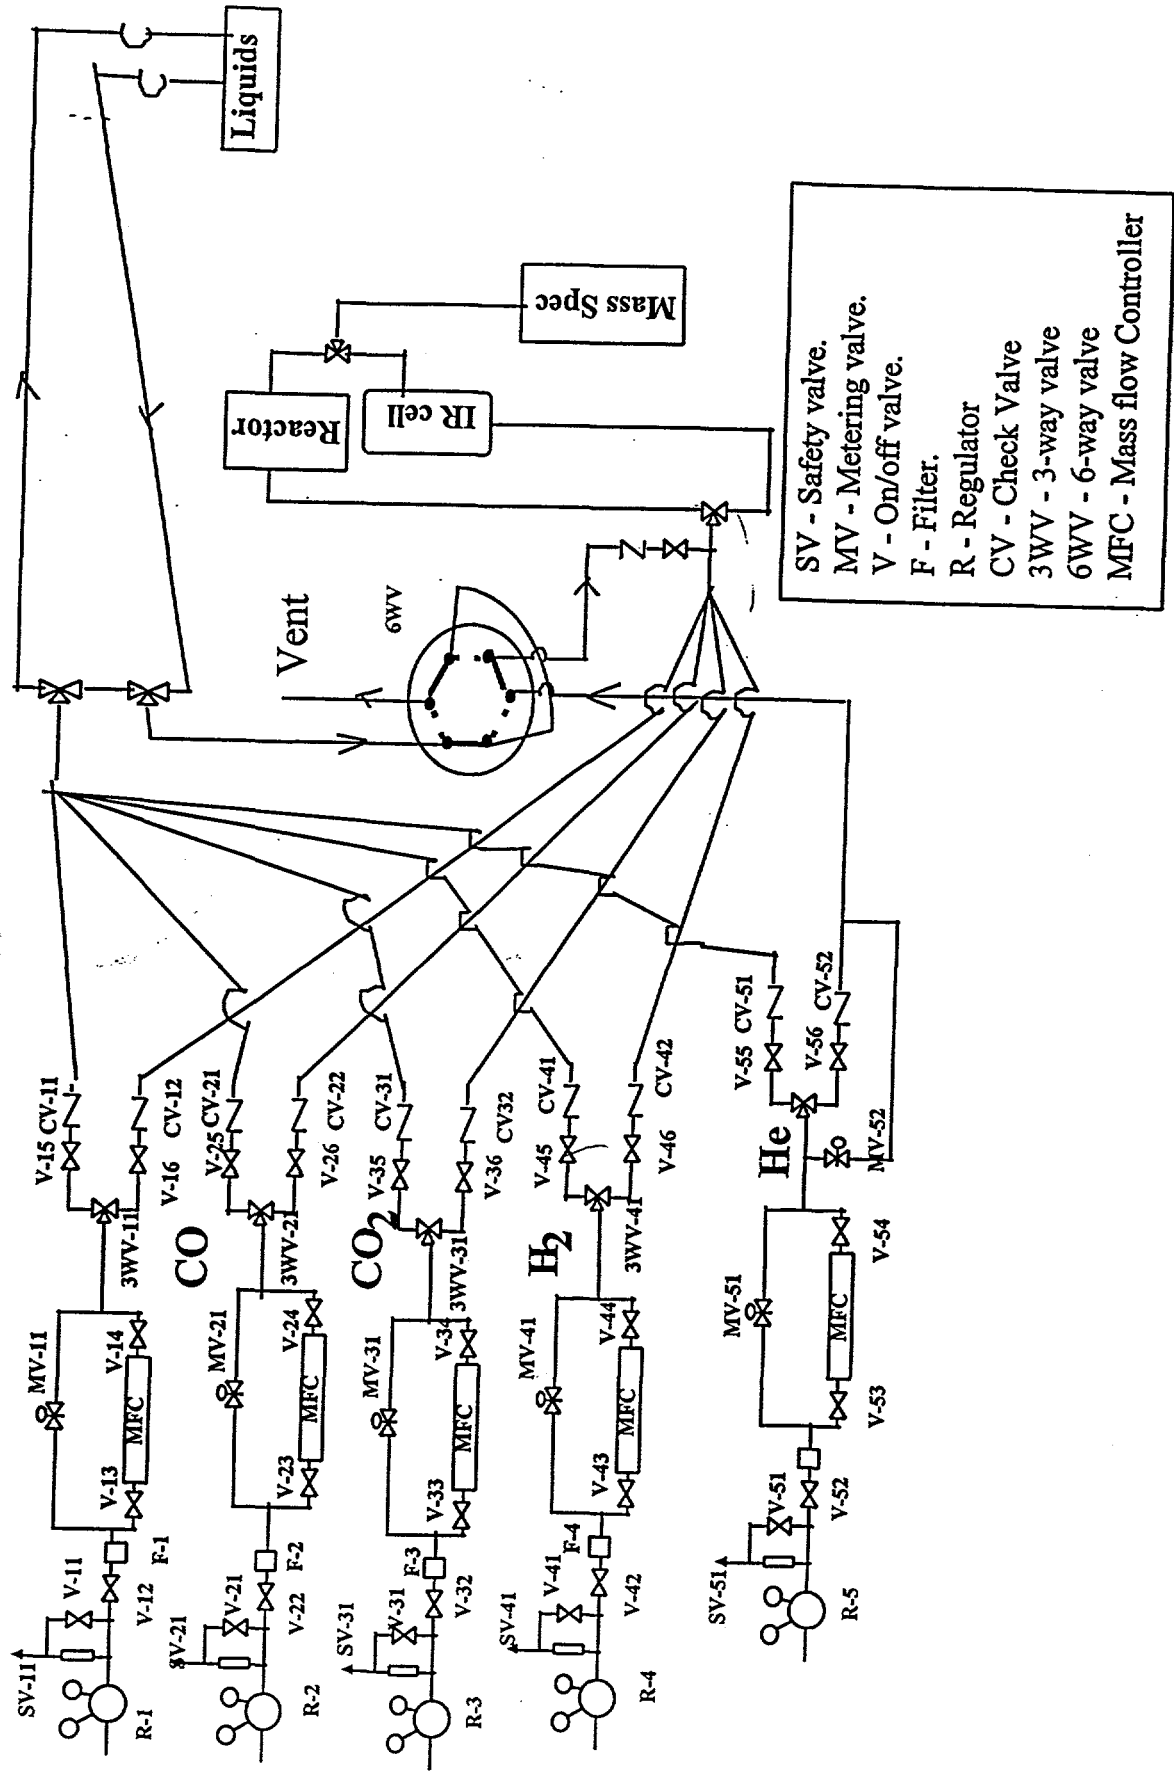 SV-11
R-1
V-11
V-12
F-1
V-13
MFC
V-14
MV-11
3WV-11
V-15
CV-11
V-16
CV-12
CO
SV-21
R-2
V-21
V-22
F-2
V-23
MFC
V-24
MV-21
3WV-21
V-25
CV-21
V-26
CV-22
CO2
SV-31
R-3
V-31
V-32
F-3
V-33
MFC
V-34
MV-31
3WV-31
V-35
CV-31
V-36
CV32
H2
SV-41
R-4
V-41
V-42
F-4
V-43
MFC
V-44
MV-41
3WV-41
V-45
CV-41
V-46
CV-42
He
SV-51
R-5
V-51
V-52
V-53
MFC
V-54
MV-51
MV-52
V-55
CV-51
V-56
CV-52
Vent
6WV
Reactor
IR cell
Mass Spec
Liquids
SV - Safety valve.
MV - Metering valve.
V - On/off valve.
F - Filter.
R - Regulator
CV - Check Valve
3WV - 3-way valve
6WV - 6-way valve
MFC - Mass flow Controller